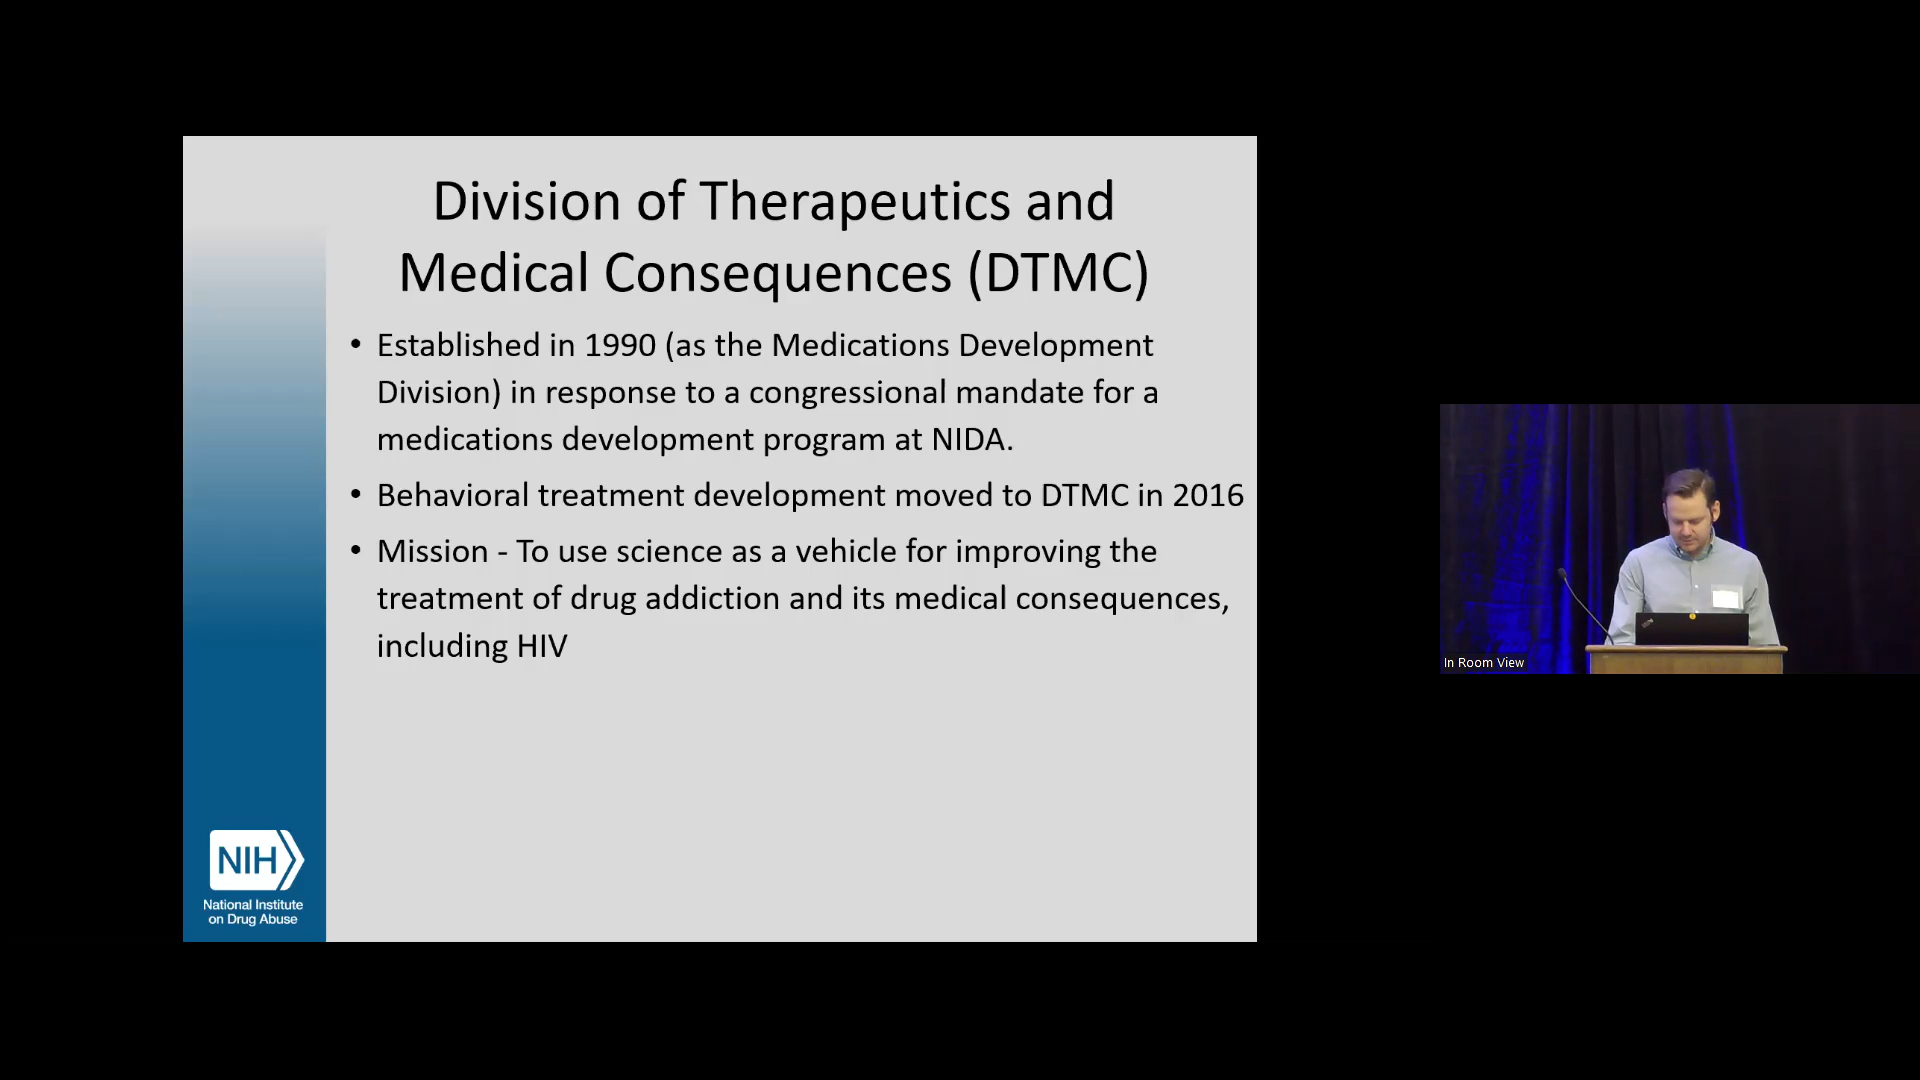 Division of Therapeutics and
Medical Consequences (DTMC)
• Established in 1990 (as the Medications Development
Division) in response to a congressional mandate for a
medications development program at NIDA.
• Behavioral treatment development moved to DTMC in 2016
• Mission - To use science as a vehicle for improving the
treatment of drug addiction and its medical consequences,
including HIV
NIH
National Institute
on Drug Abuse
In Room View